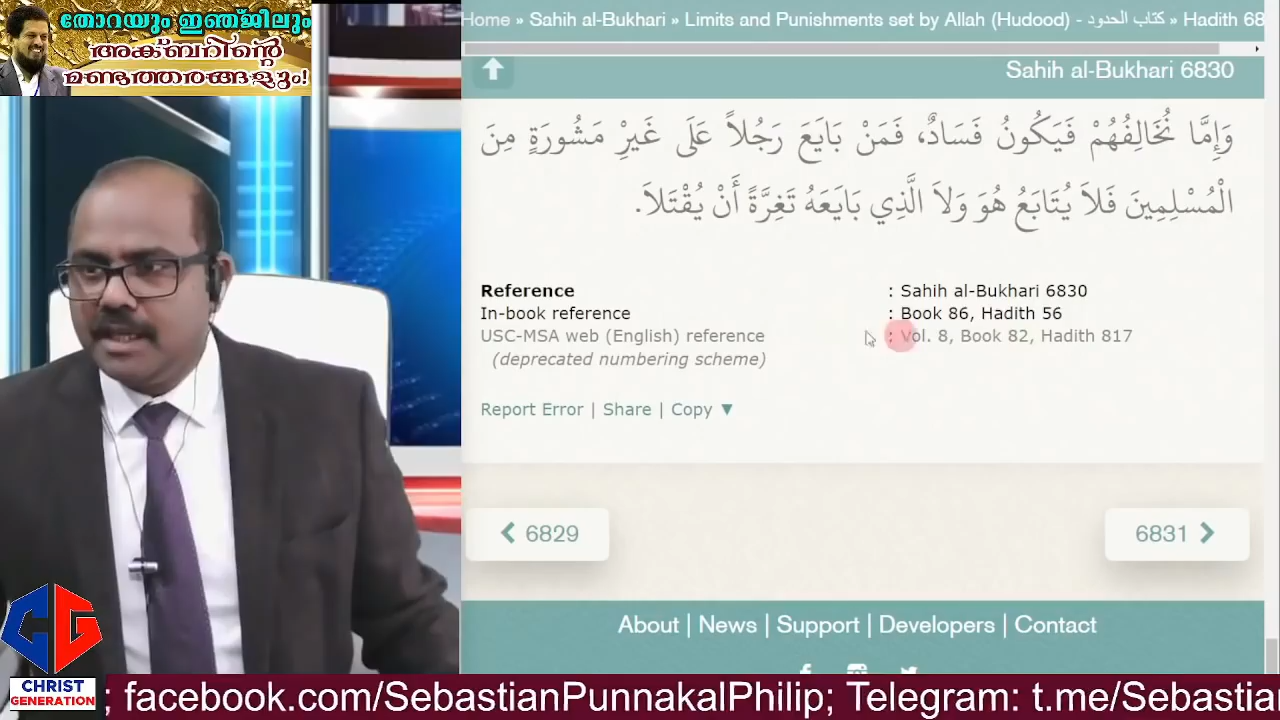 തോറയും ഇഞ്ജീലും
അക്ബറിന്റെ
മണ്ടത്തരങ്ങളും!
Home » Sahih al-Bukhari » Limits and Punishments set by Allah (Hudood) - كتاب الحدود » Hadith 68
Sahih al-Bukhari 6830
وَإِمَّا نُخَالِفُهُمْ فَيَكُونُ فَسَادٌ، فَمَنْ بَايَعَ رَجُلاً عَلَى غَيْرِ مَشُورَةٍ مِنَ
الْمُسْلِمِينَ فَلاَ يُتَابَعُ هُوَ وَلاَ الَّذِي بَايَعَهُ تَغِرَّةً أَنْ يُقْتَلاَ.
Reference : Sahih al-Bukhari 6830
In-book reference : Book 86, Hadith 56
USC-MSA web (English) reference : Vol. 8, Book 82, Hadith 817
(deprecated numbering scheme)
Report Error | Share | Copy ▼
6829
6831
About | News | Support | Developers | Contact
CG
CHRIST
GENERATION
; facebook.com/SebastianPunnakalPhilip; Telegram: t.me/Sebastia